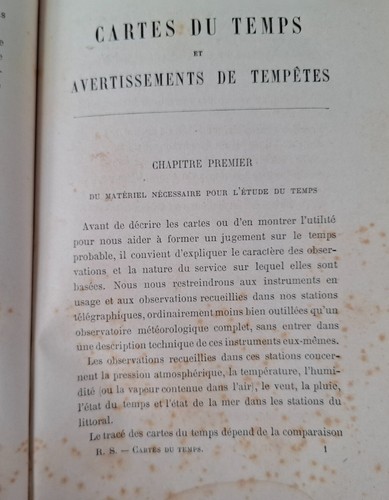 CARTES DU TEMPS
ET
AVERTISSEMENTS DE TEMPÊTES
CHAPITRE PREMIER
DU MATÉRIEL NÉCESSAIRE POUR L'ÉTUDE DU TEMPS
Avant de décrire les cartes ou d'en montrer l'utilité
pour nous aider à former un jugement sur le temps
probable, il convient d'expliquer le caractère des obser-
vations, et la nature du service sur lequel elles sont
basées. Nous nous restreindrons aux instruments en
usage et aux observations recueillies dans nos stations
télégraphiques, ordinairement moins bien outillées qu'un
observatoire météorologique complet, sans entrer dans
une description technique de ces instruments eux-mêmes.
Les observations recueillies dans ces stations concer-
nent la pression atmosphérique, la température, l'humi-
dité (ou la vapeur contenue dans l'air), le vent, la pluie,
l'état du temps et l'état de la mer dans les stations du
littoral.
Le tracé des cartes du temps dépend de la comparaison
R. S. — CARTES DU TEMPS. 1